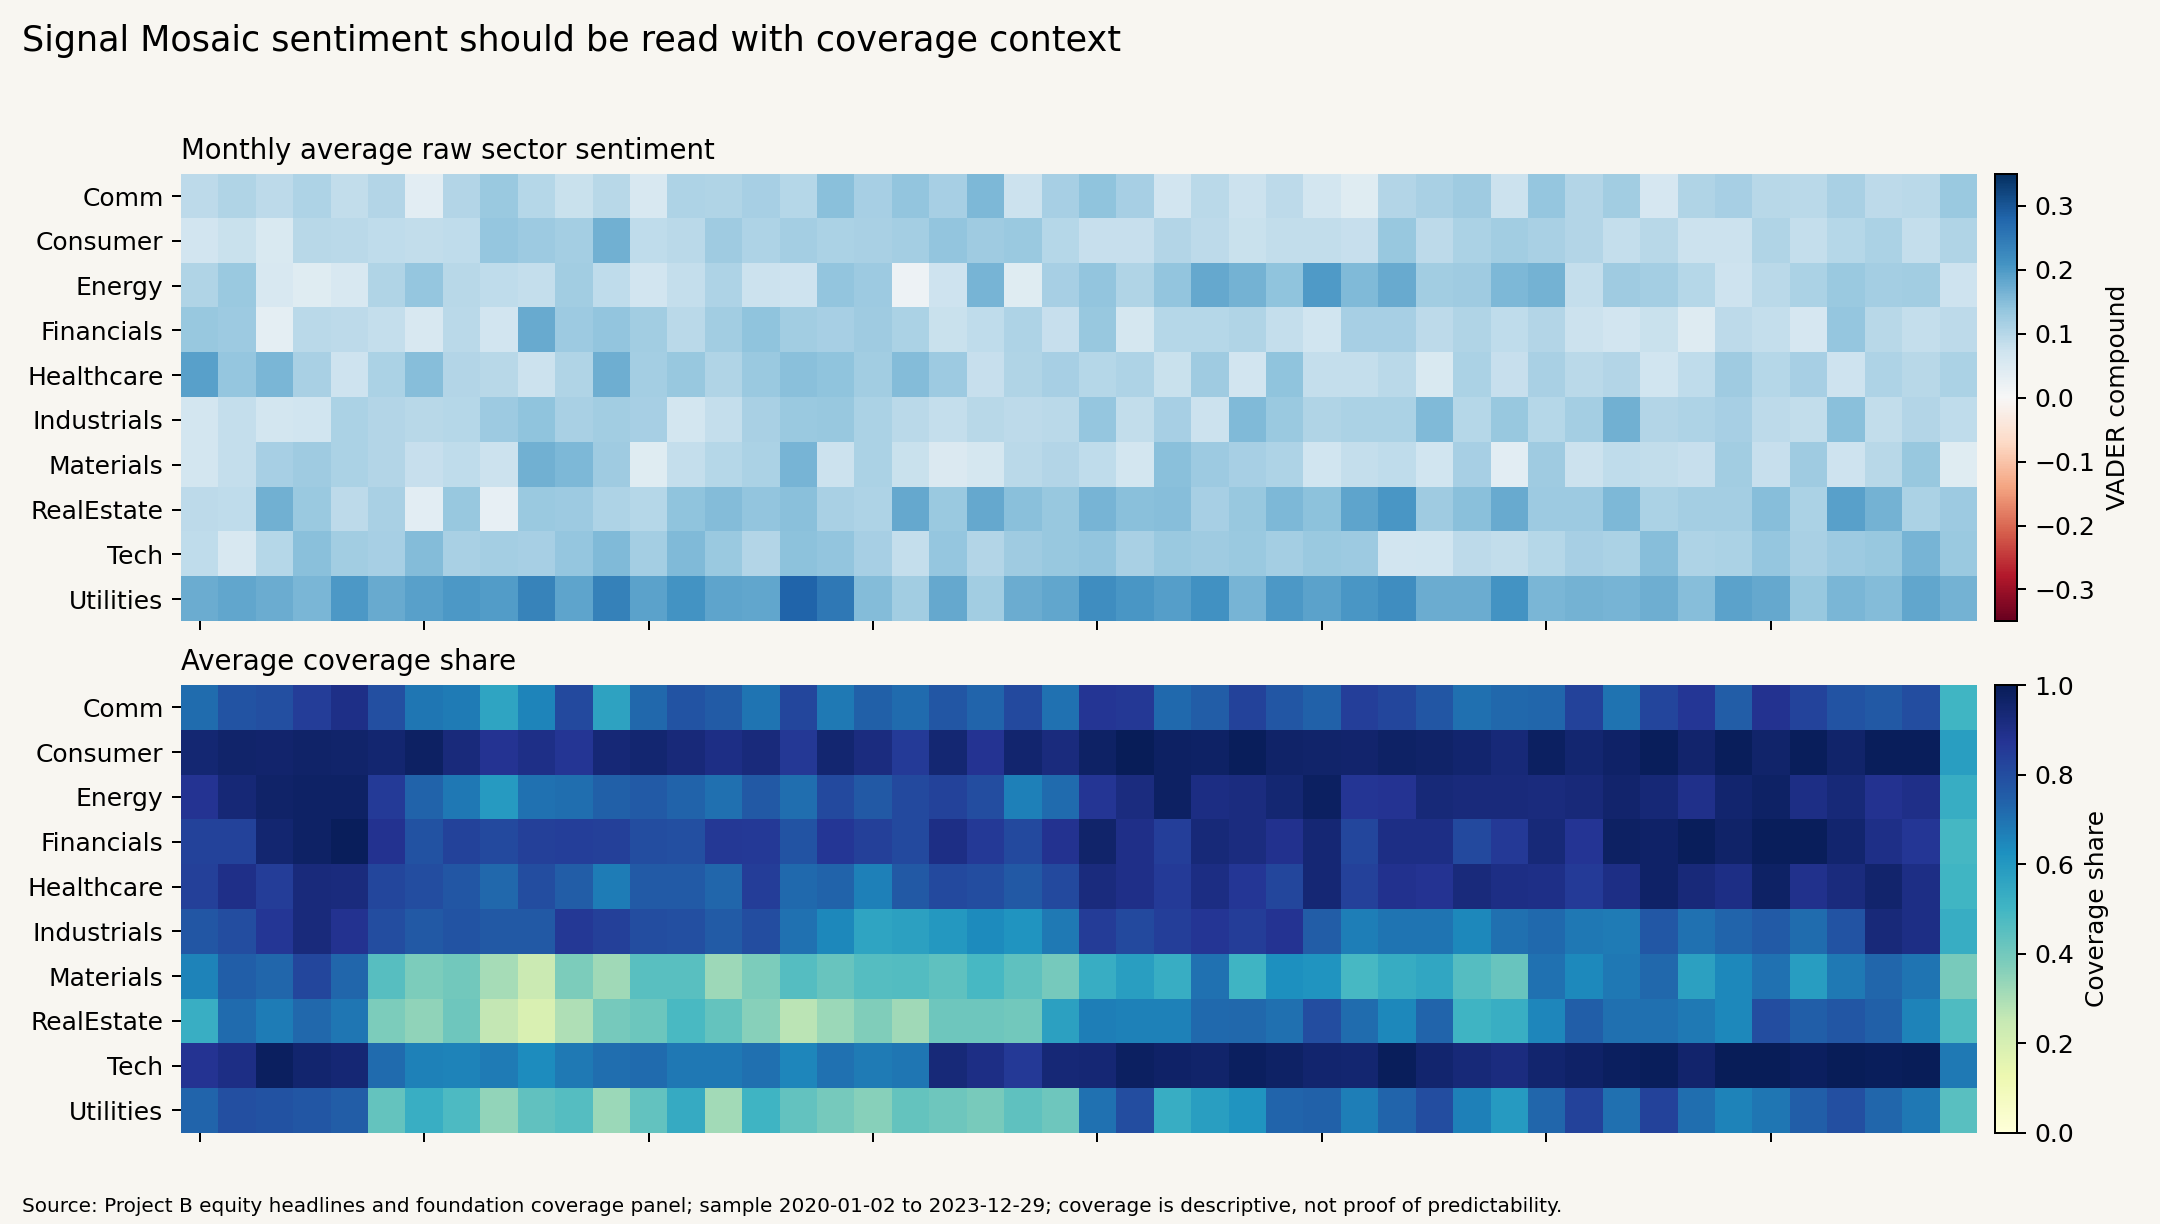 Signal Mosaic sentiment should be read with coverage context
Monthly average raw sector sentiment
Comm
Consumer
Energy
Financials
Healthcare
Industrials
Materials
RealEstate
Tech
Utilities
0.3
0.2
0.1
0.0
−0.1
−0.2
−0.3
VADER compound
Average coverage share
Comm
Consumer
Energy
Financials
Healthcare
Industrials
Materials
RealEstate
Tech
Utilities
1.0
0.8
0.6
0.4
0.2
0.0
Coverage share
Source: Project B equity headlines and foundation coverage panel; sample 2020-01-02 to 2023-12-29; coverage is descriptive, not proof of predictability.